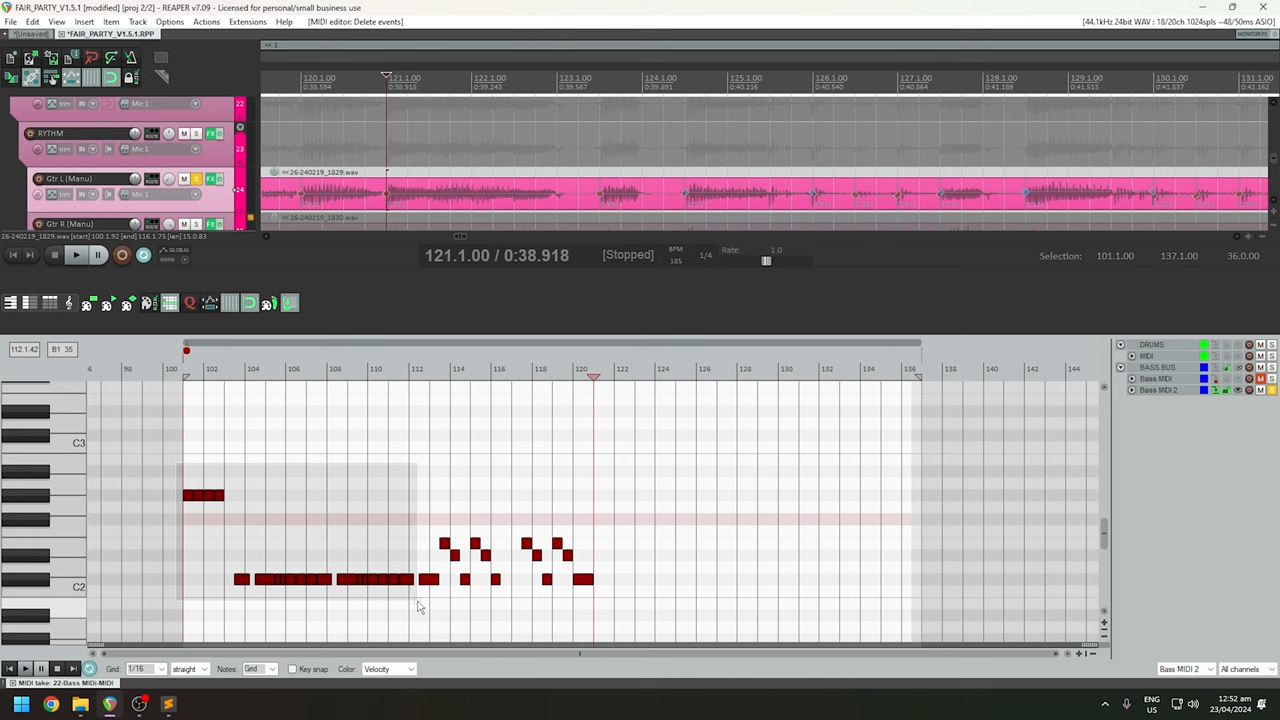 FAIR_PARTY_V1.5.1 [modified] [proj 2/2] - REAPER v7.09 - Licensed for personal/small business use
File Edit View Insert Item Track Options Actions Extensions Help [MIDI editor: Delete events] [44.1kHz 24bit WAV : 18/20ch 1024spls ~48/50ms ASIO]
*[Unsaved] *FAIR_PARTY_V1.5.1.RPP MONITOR FX
<< 1
120.1.00 121.1.00 122.1.00 123.1.00 124.1.00 125.1.00 126.1.00 127.1.00 128.1.00 129.1.00 130.1.00 131.1.00
0:38.594 0:38.918 0:39.243 0:39.567 0:39.891 0:40.216 0:40.540 0:40.864 0:41.189 0:41.513 0:41.837 0:42.162
trim IN Mic 1 22
RYTHM ROUTE M S FX
trim IN Mic 1 23
<< 26-240219_1829.wav
Gtr L (Manu) ROUTE M S FX
trim IN Mic 1 24
Gtr R (Manu) ROUTE M S FX
<< 26-240219_1830.wav
26-240219_1829.wav [start] 100.1.92 [end] 116.1.75 [len] 15.0.83
121.1.00 / 0:38.918 [Stopped] BPM 185 1/4 Rate: 1.0 Selection: 101.1.00 137.1.00 36.0.00
GLOBAL
none
Q
112.1.42 B1 35
6 98 100 102 104 106 108 110 112 114 116 118 120 122 124 126 128 130 132 134 136 138 140 142 144
DRUMS M S
MIDI M S
BASS BUS M S
Bass MIDI M S
Bass MIDI 2 M S
C3
C2
Grid: 1/16 straight Notes: Grid Key snap Color: Velocity Bass MIDI 2 All channels
MIDI take: 22-Bass MIDI-MIDI
ENG
US
12:52 am
23/04/2024